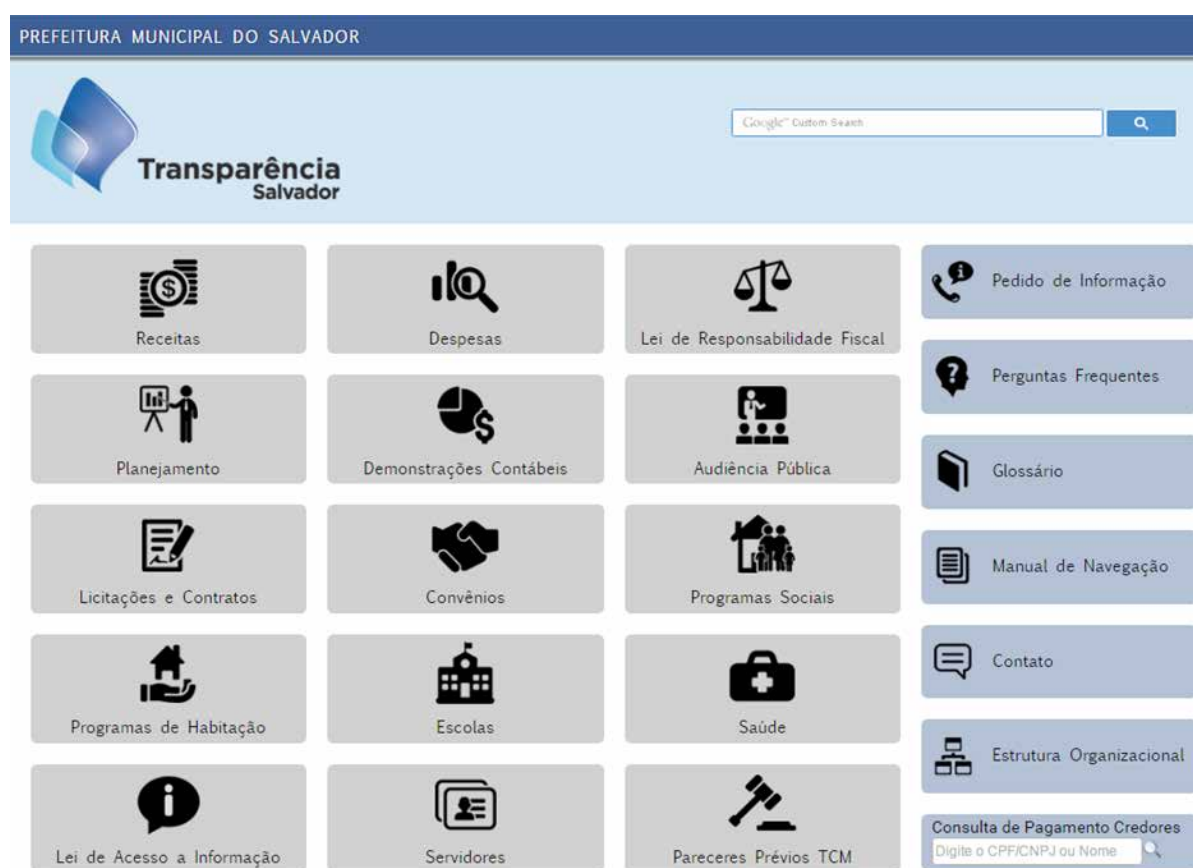 PREFEITURA MUNICIPAL DO SALVADOR
Transparência
Salvador
Google™ Custom Search
Receitas
Despesas
Lei de Responsabilidade Fiscal
Planejamento
Demonstrações Contábeis
Audiência Pública
Licitações e Contratos
Convênios
Programas Sociais
Programas de Habitação
Escolas
Saúde
Lei de Acesso a Informação
Servidores
Pareceres Prévios TCM
Pedido de Informação
Perguntas Frequentes
Glossário
Manual de Navegação
Contato
Estrutura Organizacional
Consulta de Pagamento Credores
Digite o CPF/CNPJ ou Nome